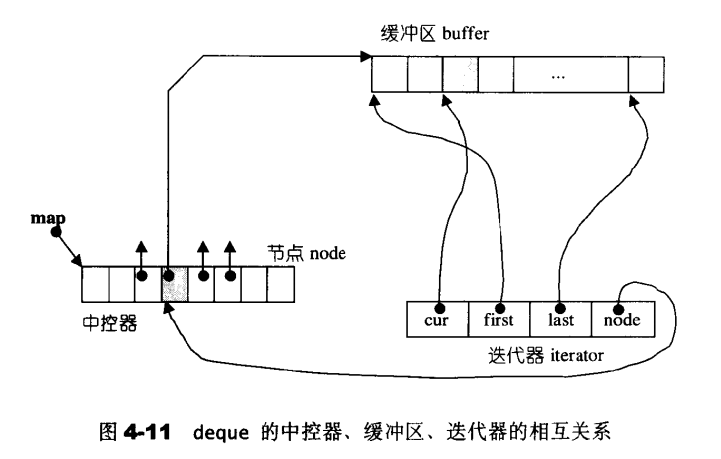 缓冲区 buffer
...
map
节点 node
中控器
cur first last node
迭代器 iterator
图 4-11 deque 的中控器、缓冲区、迭代器的相互关系